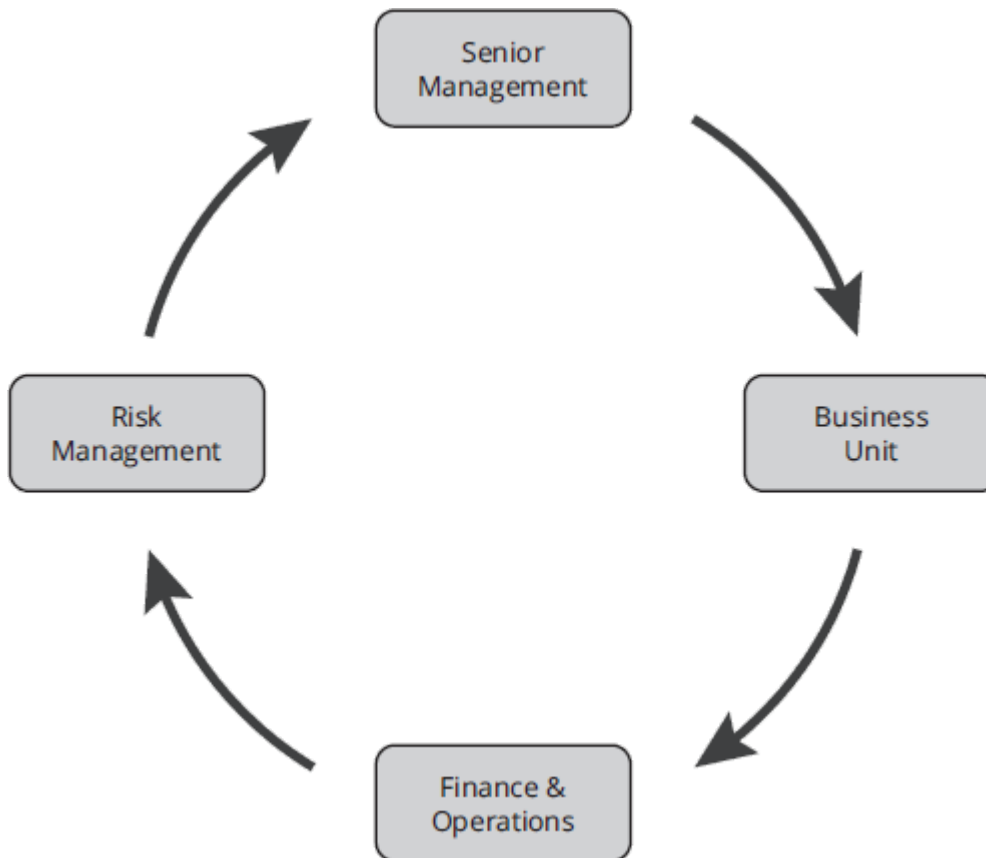 Senior
Management
Risk
Management
Business
Unit
Finance &
Operations